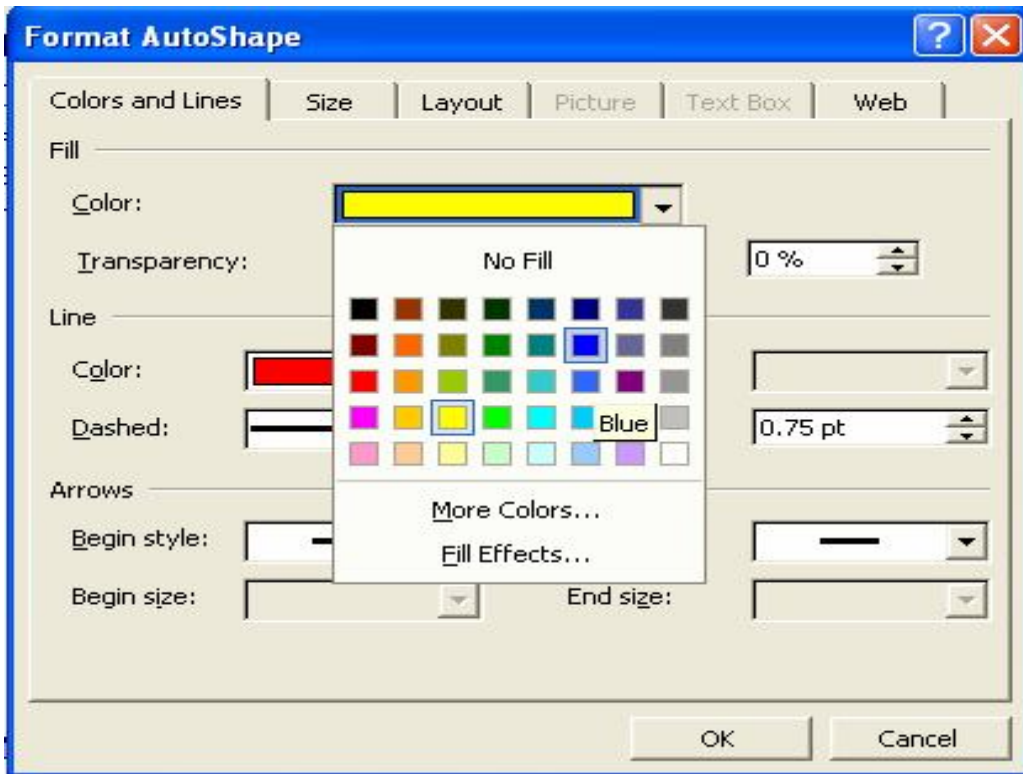 Format AutoShape
Colors and Lines Size Layout Picture Text Box Web
Fill
Color:
No Fill
Transparency: 0 %
Line
Color:
Blue
Dashed: 0.75 pt
Arrows
More Colors...
Begin style:
Fill Effects...
Begin size: End size:
OK Cancel